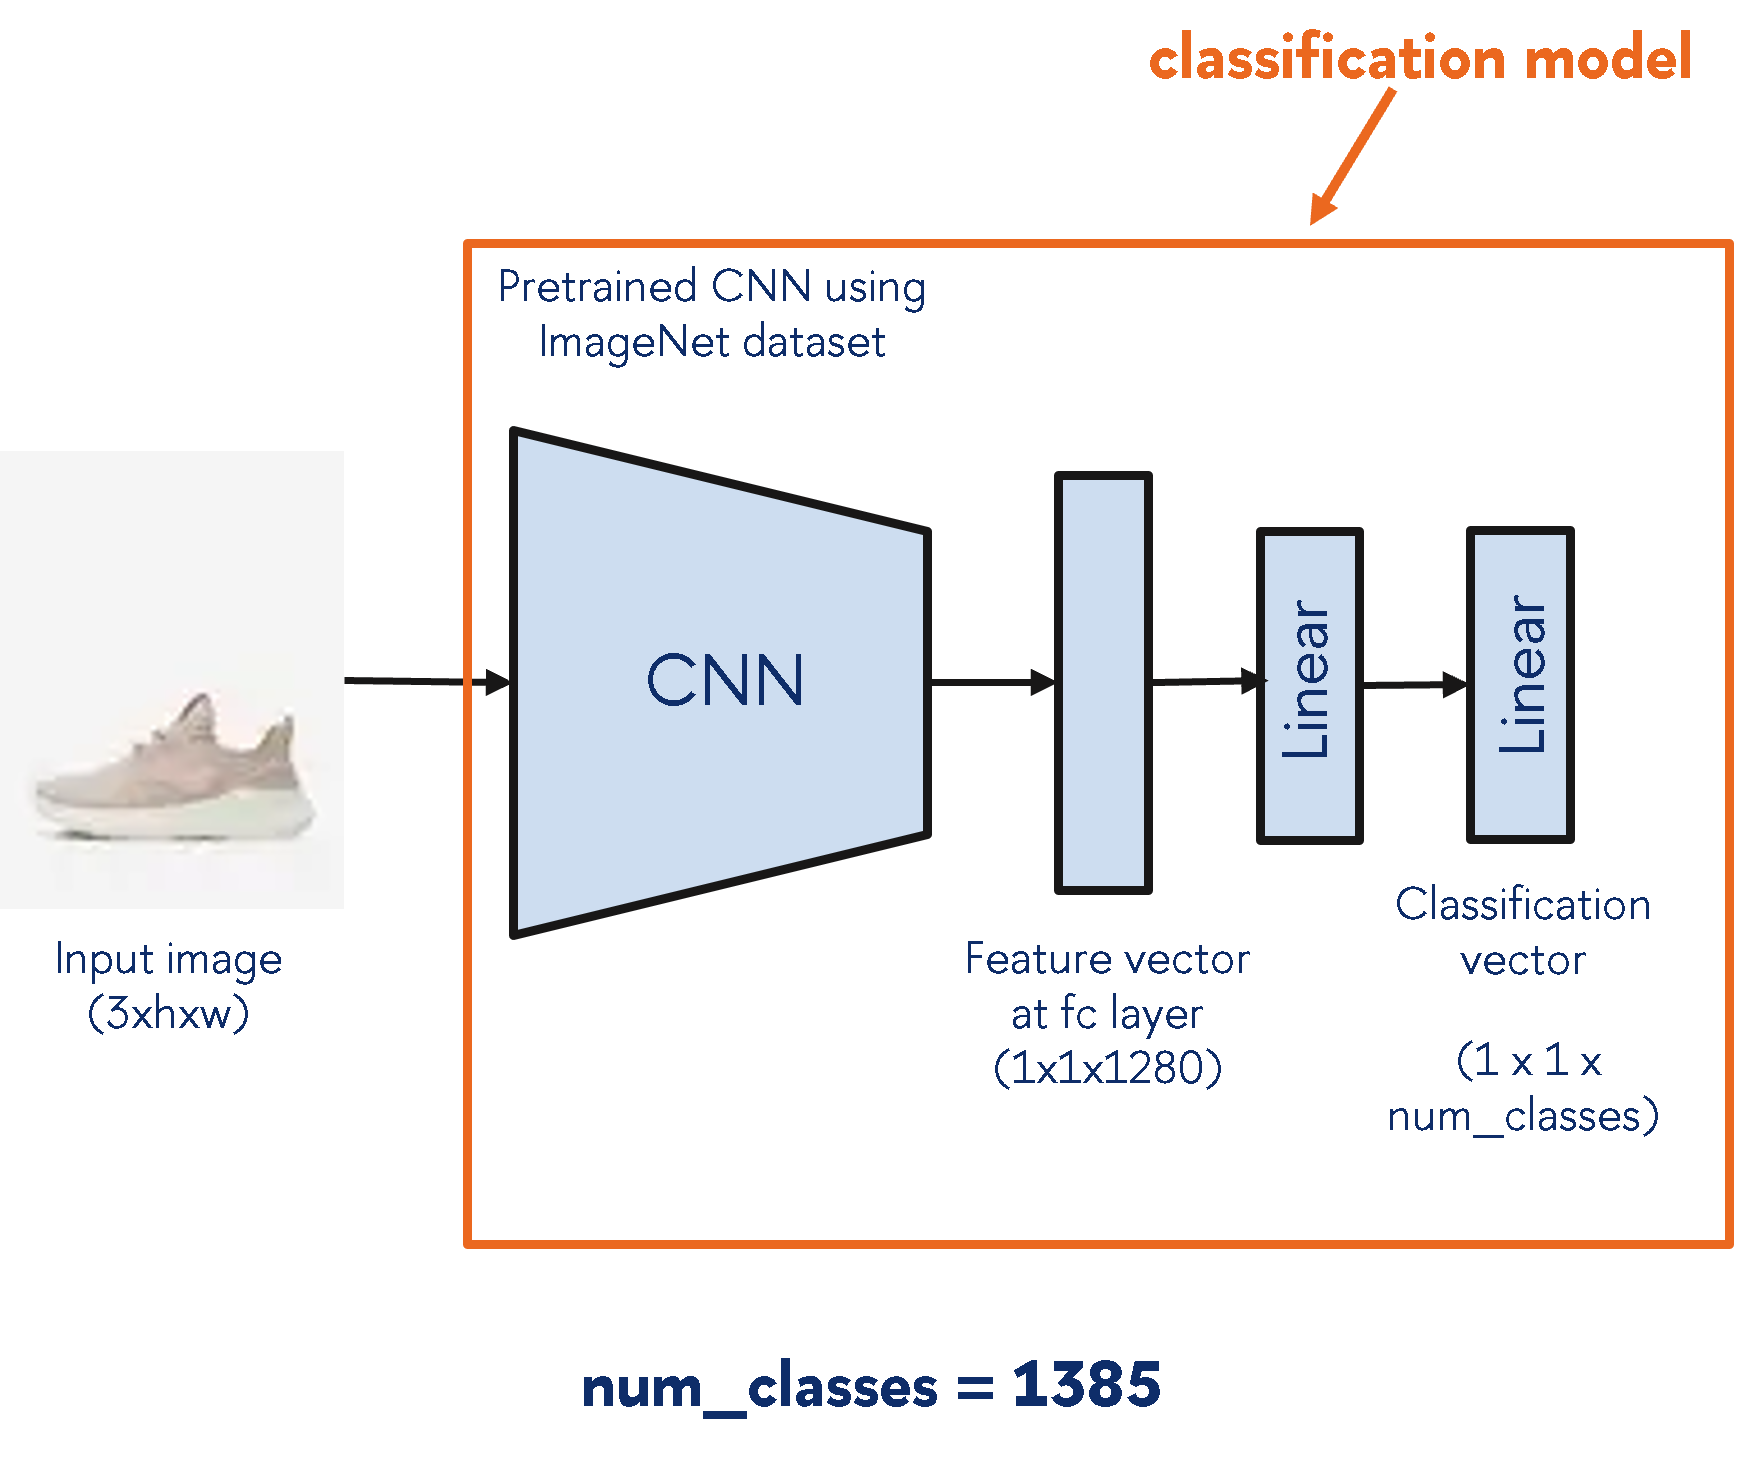 classification model
Pretrained CNN using
ImageNet dataset
CNN
Linear
Linear
Input image
(3xhxw)
Feature vector
at fc layer
(1x1x1280)
Classification
vector
(1 x 1 x
num_classes)
num_classes = 1385